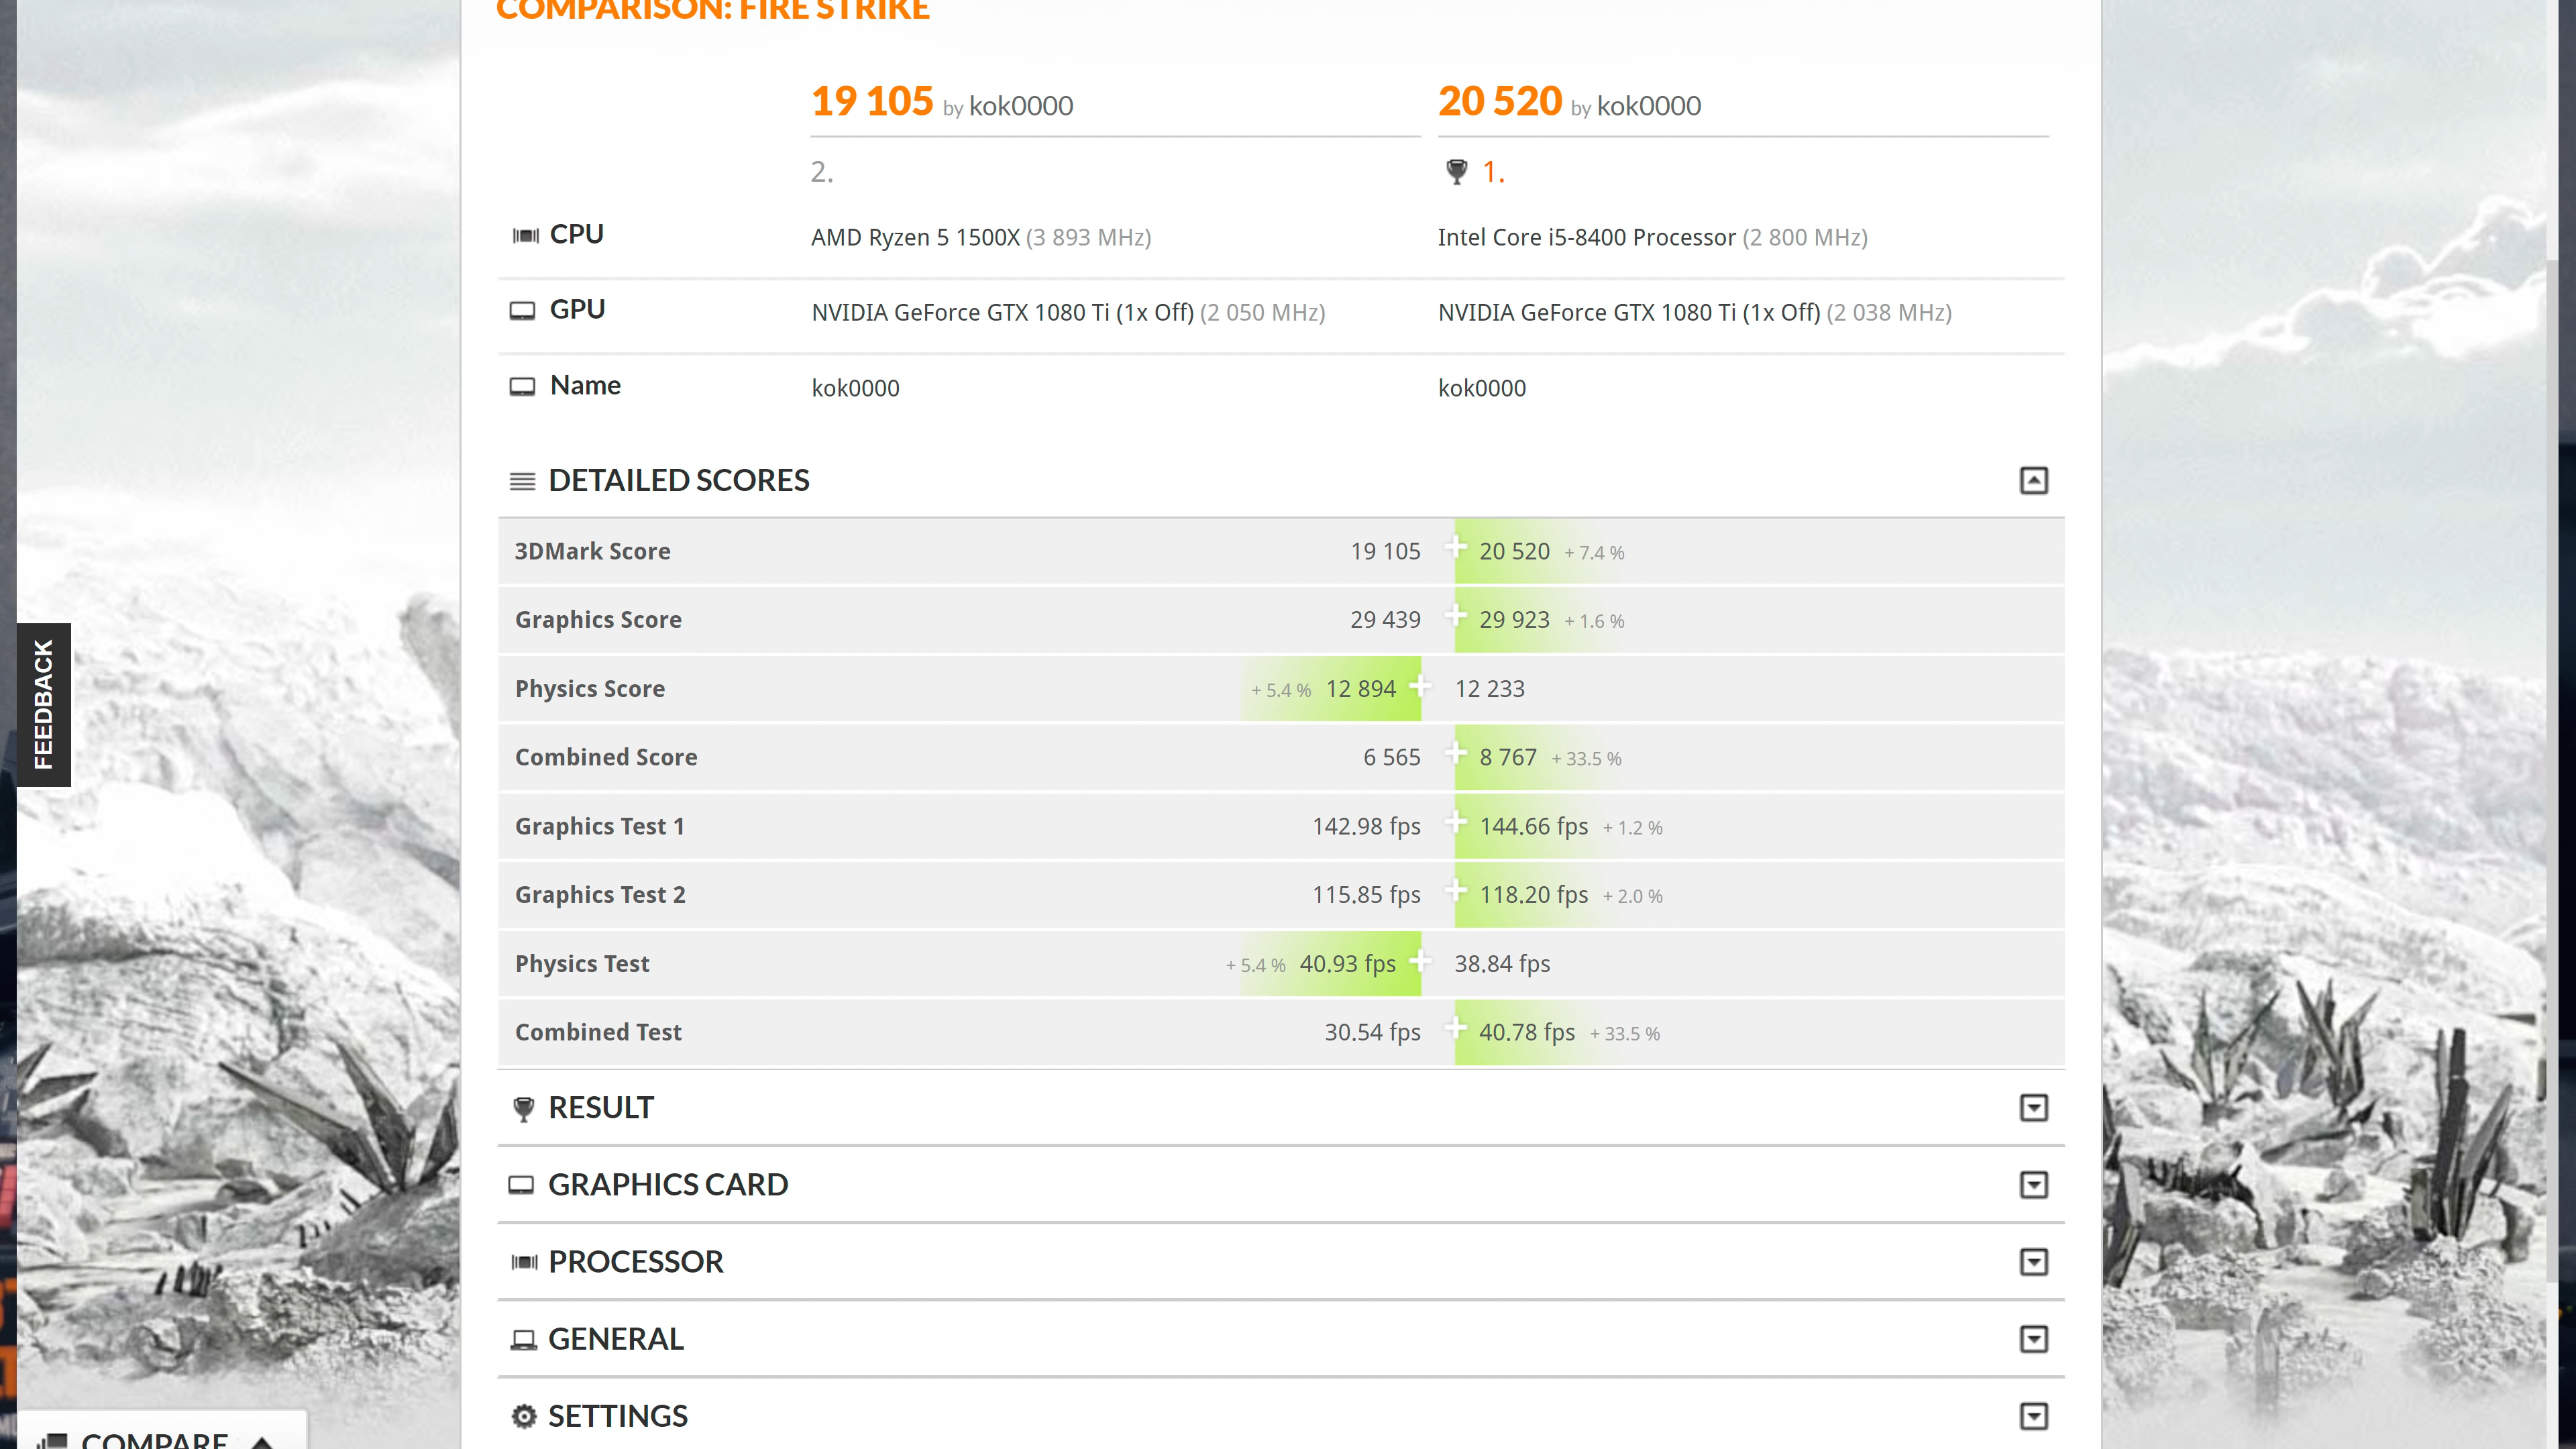 COMPARISON: FIRE STRIKE
19 105 by kok0000 20 520 by kok0000
2. 1.
CPU AMD Ryzen 5 1500X (3 893 MHz) Intel Core i5-8400 Processor (2 800 MHz)
GPU NVIDIA GeForce GTX 1080 Ti (1x Off) (2 050 MHz) NVIDIA GeForce GTX 1080 Ti (1x Off) (2 038 MHz)
Name kok0000 kok0000
DETAILED SCORES
3DMark Score 19 105 20 520 + 7.4 %
Graphics Score 29 439 29 923 + 1.6 %
Physics Score + 5.4 % 12 894 12 233
Combined Score 6 565 8 767 + 33.5 %
Graphics Test 1 142.98 fps 144.66 fps + 1.2 %
Graphics Test 2 115.85 fps 118.20 fps + 2.0 %
Physics Test + 5.4 % 40.93 fps 38.84 fps
Combined Test 30.54 fps 40.78 fps + 33.5 %
RESULT
GRAPHICS CARD
PROCESSOR
GENERAL
SETTINGS
FEEDBACK
COMPARE